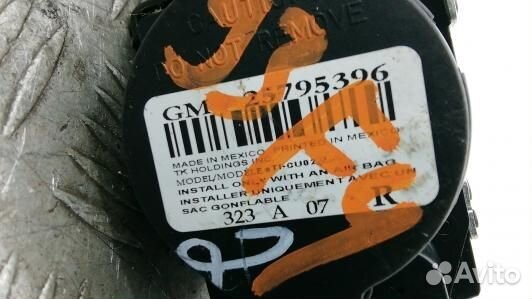 CAUTION
DO NOT REMOVE
GM 25795396
MADE IN MEXICO PRINTED IN MEXICO
TK HOLDINGS INC.
MODEL/MODELE
INSTALL ONLY WITH AN AIR BAG
INSTALLER UNIQUEMENT AVEC UN
SAC GONFLABLE
323 A 07 R
Avito